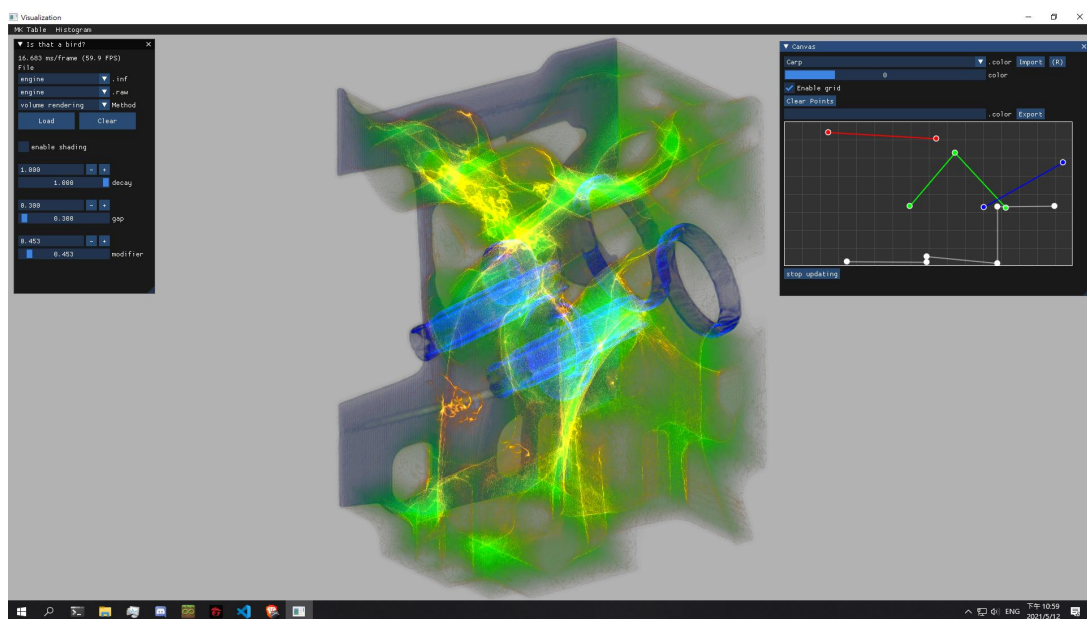 Visualization
MK Table Histogram
Is that a bird?
16.683 ms/frame (59.9 FPS)
File
engine .inf
engine .raw
volume rendering Method
Load Clear
enable shading
1.000 - +
1.000 decay
0.300 - +
0.300 gap
0.453 - +
0.453 modifier
Canvas
Carp .color Import (R)
0 color
Enable grid
Clear Points
.color Export
stop updating
ENG
下午 10:59
2021/5/12